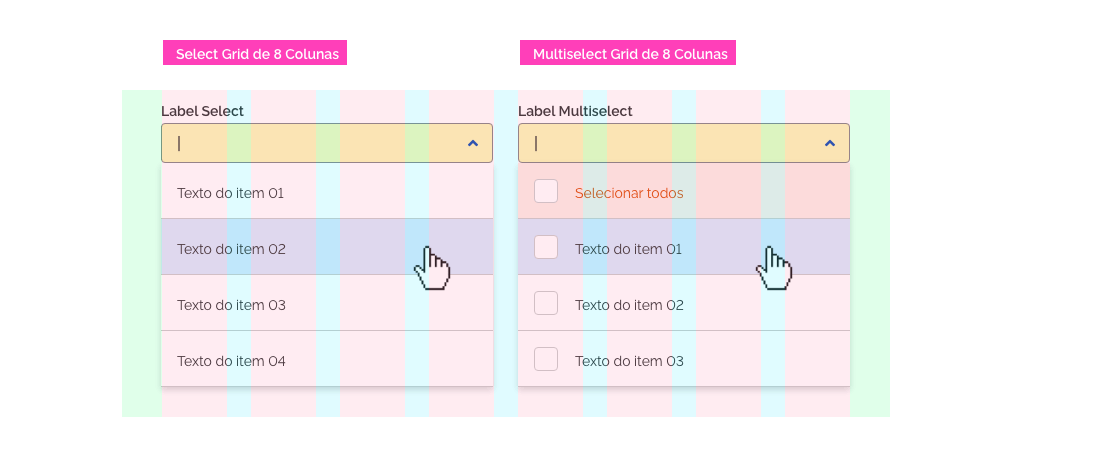 Select Grid de 8 Colunas
Multiselect Grid de 8 Colunas
Label Select
Texto do item 01
Texto do item 02
Texto do item 03
Texto do item 04
Label Multiselect
Selecionar todos
Texto do item 01
Texto do item 02
Texto do item 03